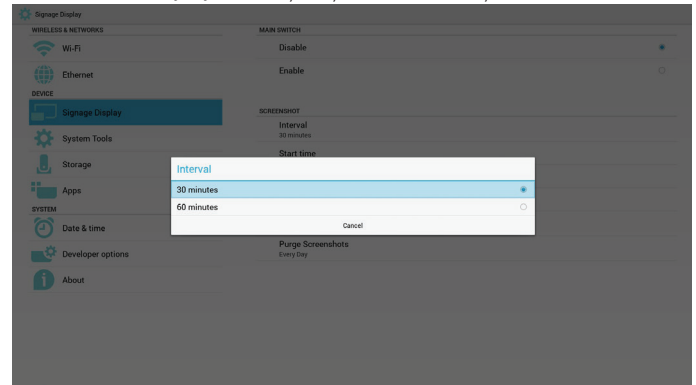 Signage Display
WIRELESS & NETWORKS
Wi-Fi
Ethernet
DEVICE
Signage Display
System Tools
Storage
Apps
SYSTEM
Date & time
Developer options
About
MAIN SWITCH
Disable
Enable
SCREENSHOT
Interval
30 minutes
Start time
Interval
30 minutes
60 minutes
Cancel
Purge Screenshots
Every Day